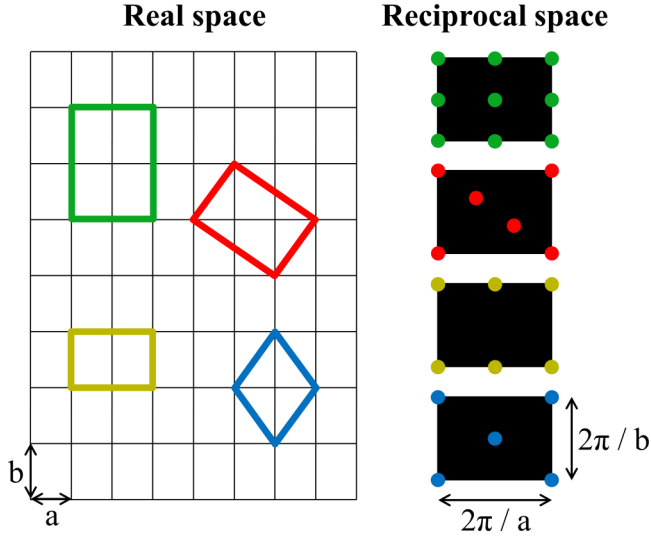 Real space
Reciprocal space
b
a
2π / b
2π / a